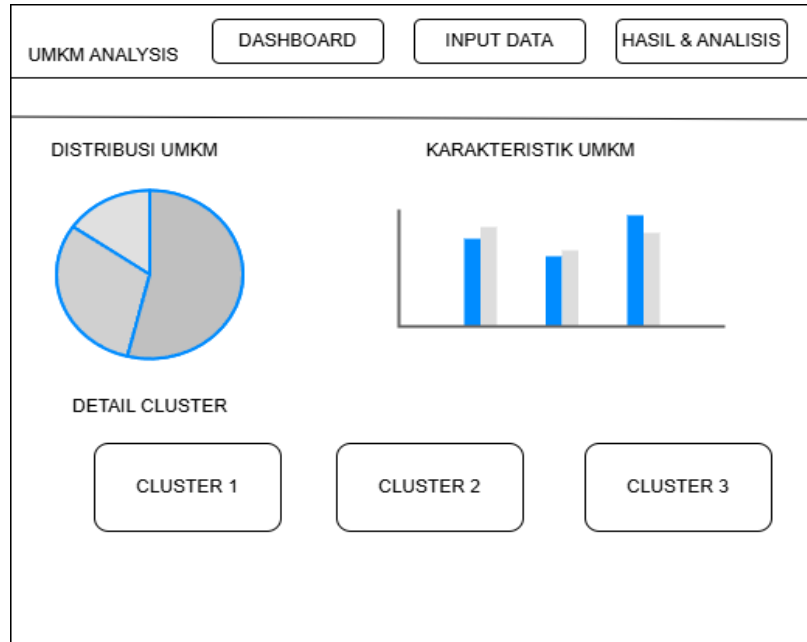 UMKM ANALYSIS
DASHBOARD
INPUT DATA
HASIL & ANALISIS
DISTRIBUSI UMKM
KARAKTERISTIK UMKM
DETAIL CLUSTER
CLUSTER 1
CLUSTER 2
CLUSTER 3